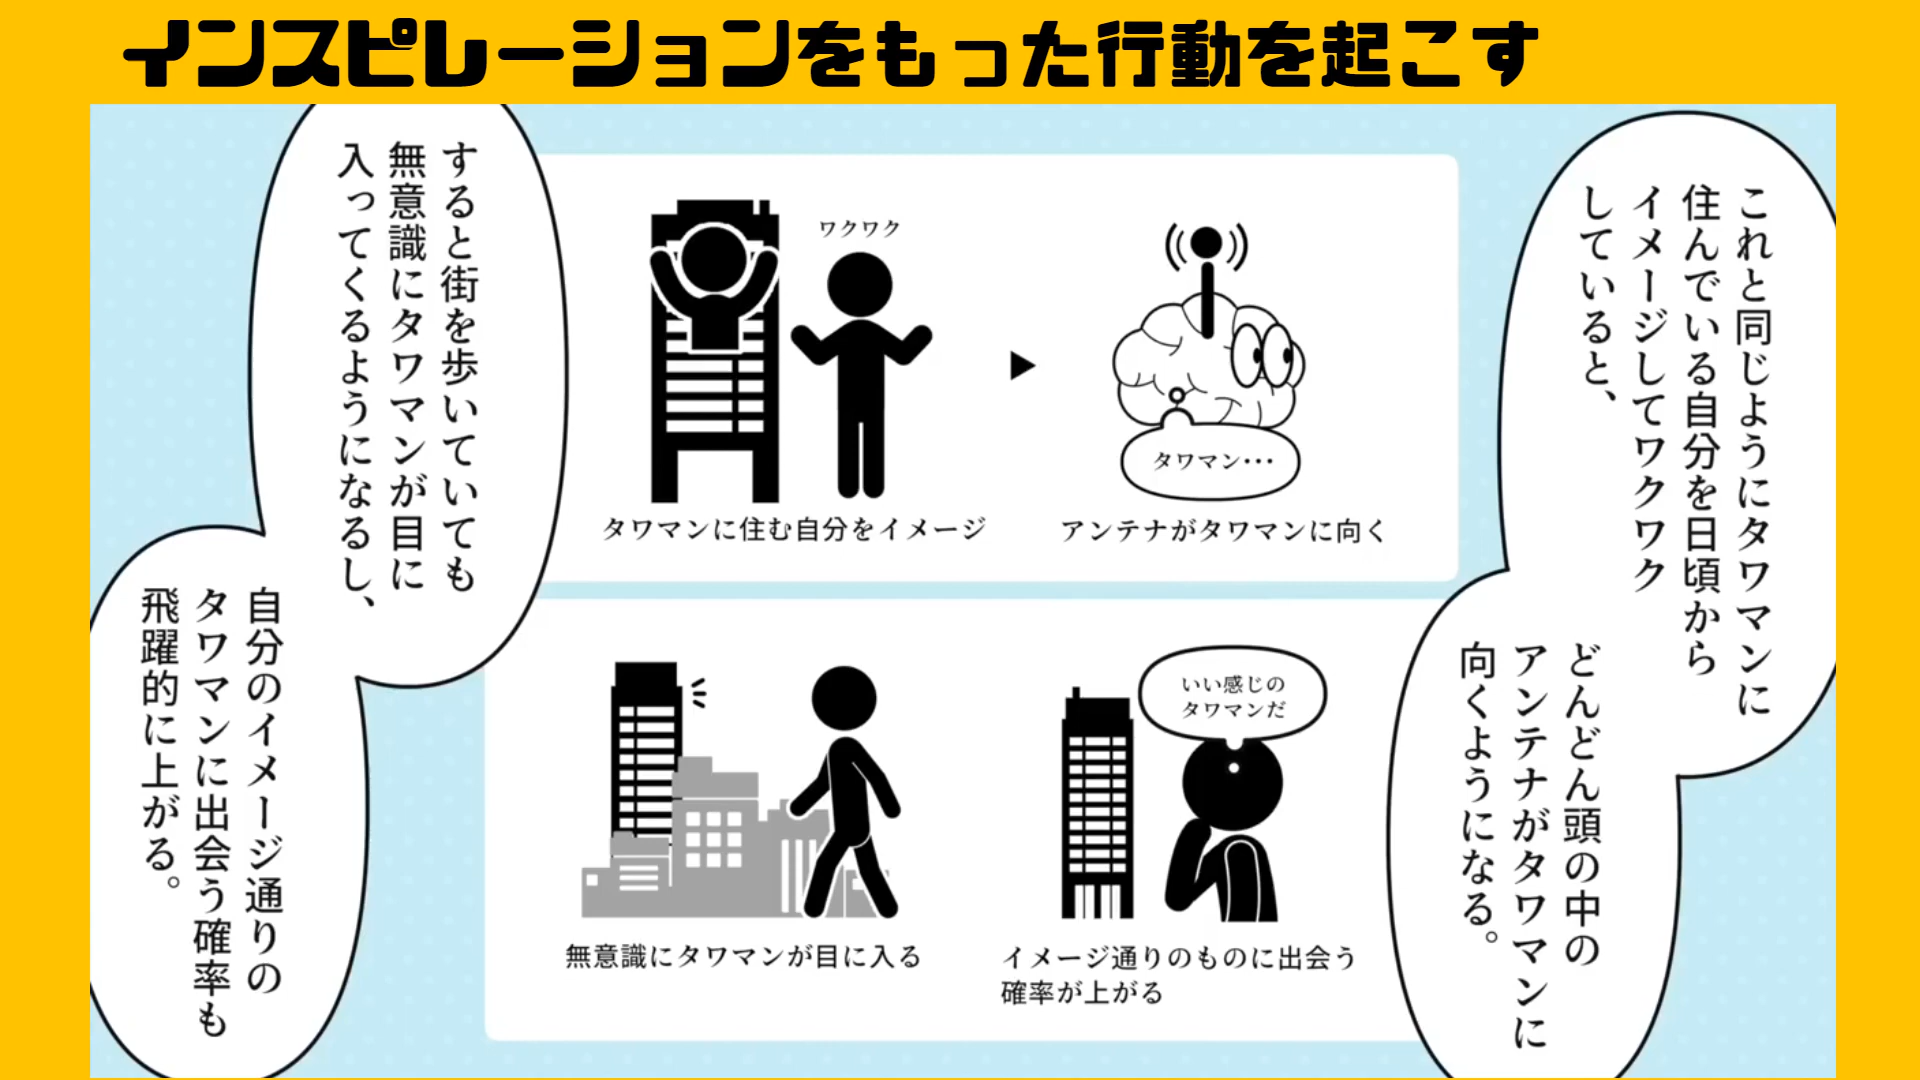 インスピレーションをもった行動を起こす
これと同じようにタワマンに
住んでいる自分を日頃から
イメージしてワクワク
していると、
どんどん頭の中の
アンテナがタワマンに
向くようになる。
ワクワク
タワマンに住む自分をイメージ
タワマン･･･
アンテナがタワマンに向く
無意識にタワマンが目に入る
いい感じの
タワマンだ
イメージ通りのものに出会う
確率が上がる
すると街を歩いていても
無意識にタワマンが目に
入ってくるようになるし、
自分のイメージ通りの
タワマンに出会う確率も
飛躍的に上がる。